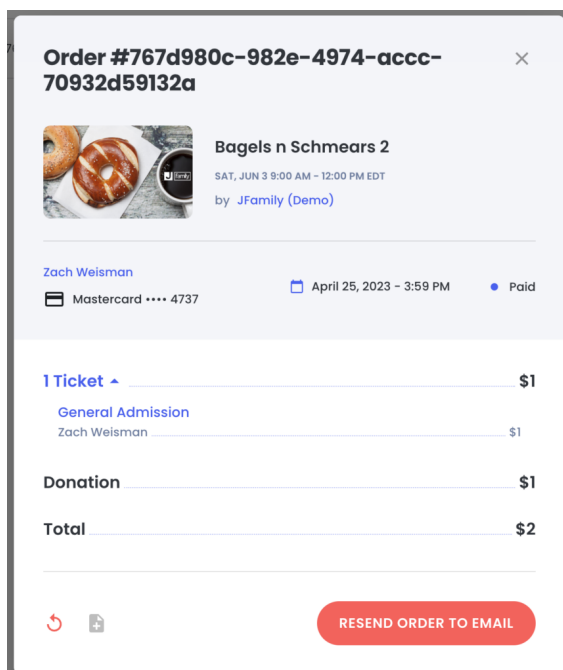 Order #767d980c-982e-4974-accc-
70932d59132a
J family
Bagels n Schmears 2
SAT, JUN 3 9:00 AM - 12:00 PM EDT
by JFamily (Demo)
Zach Weisman
Mastercard •••• 4737
April 25, 2023 - 3:59 PM
Paid
1 Ticket $1
General Admission
Zach Weisman $1
Donation $1
Total $2
RESEND ORDER TO EMAIL